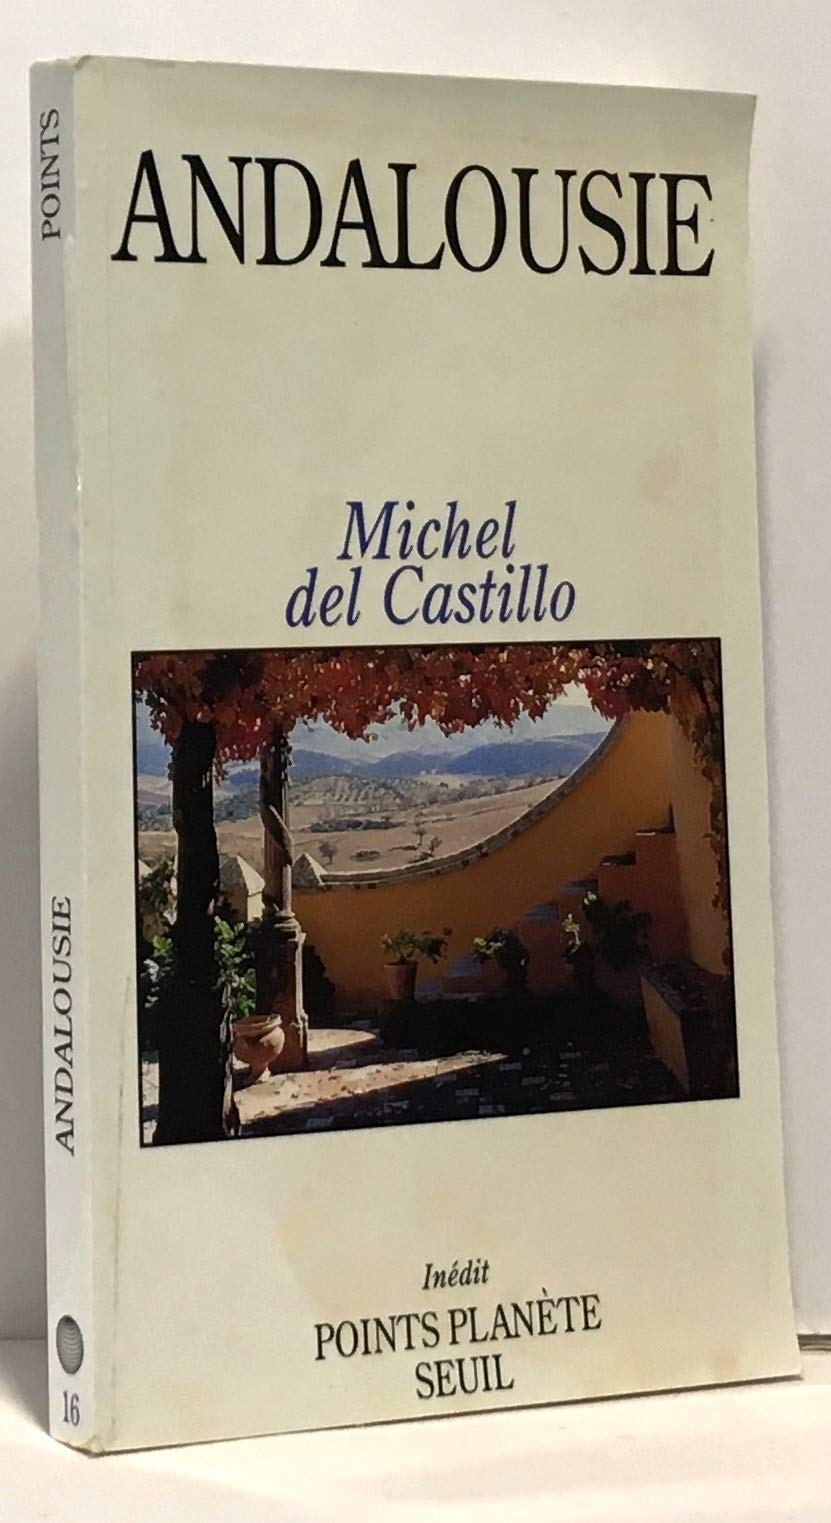 POINTS
ANDALOUSIE
16
ANDALOUSIE
Michel
del Castillo
Inédit
POINTS PLANÈTE
SEUIL